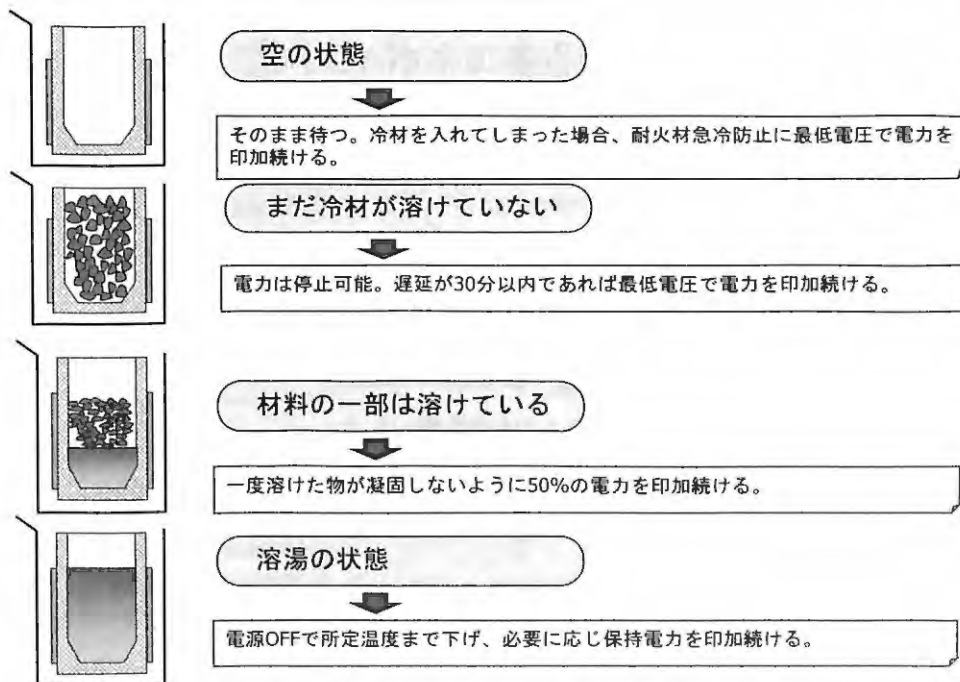 空の状態
そのまま待つ。冷材を入れてしまった場合、耐火材急冷防止に最低電圧で電力を
印加続ける。
まだ冷材が溶けていない
電力は停止可能。遅延が30分以内であれば最低電圧で電力を印加続ける。
材料の一部は溶けている
一度溶けた物が凝固しないように50%の電力を印加続ける。
溶湯の状態
電源OFFで所定温度まで下げ、必要に応じ保持電力を印加続ける。